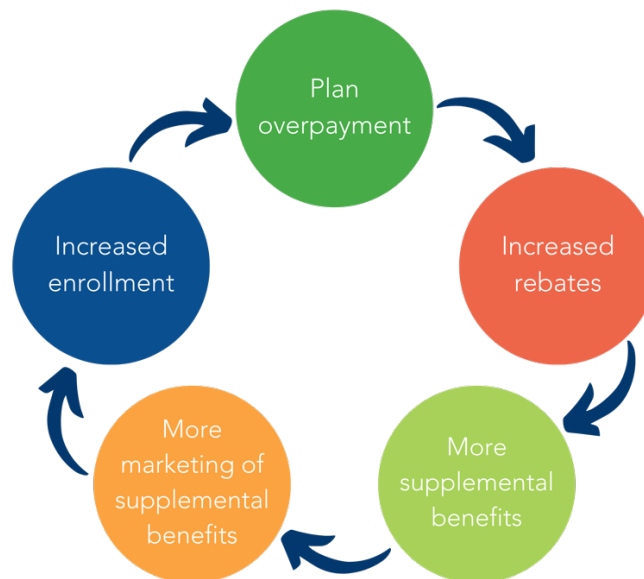 Plan
overpayment
Increased
rebates
More
supplemental
benefits
More
marketing of
supplemental
benefits
Increased
enrollment